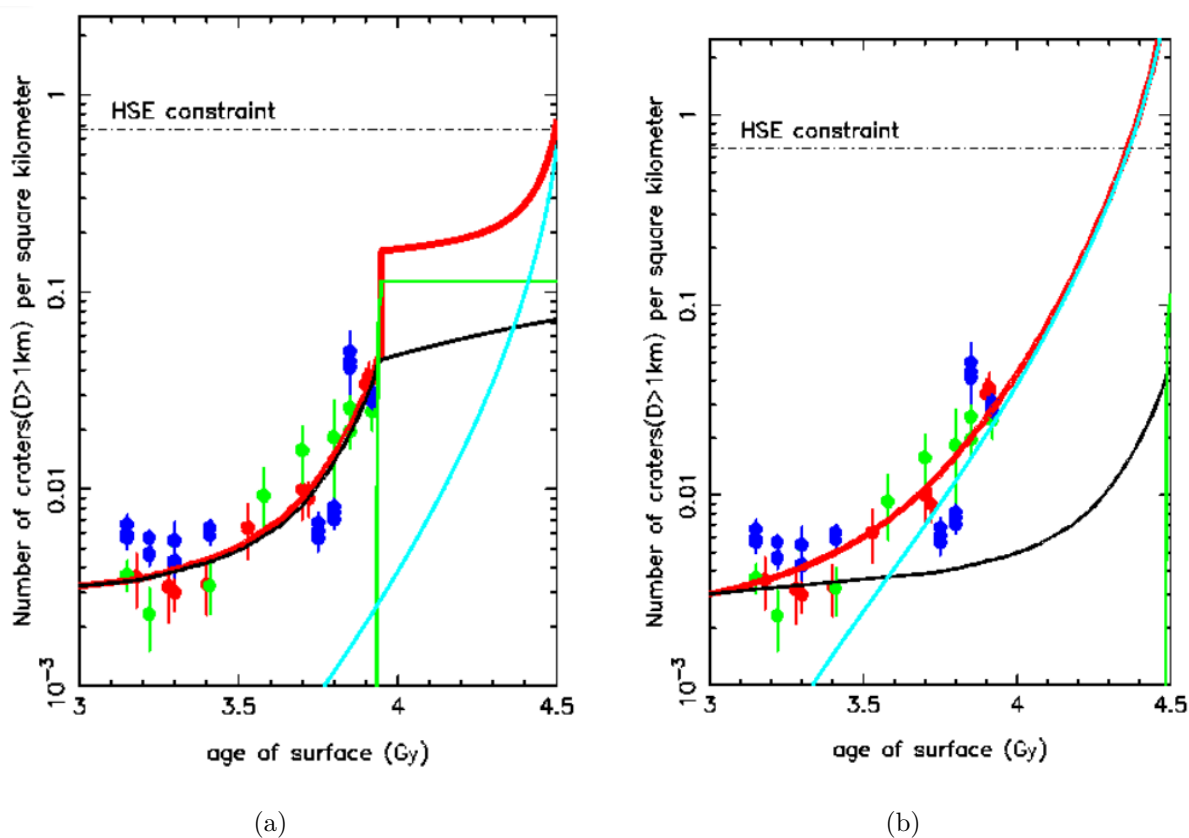 HSE constraint
Number of craters(D>1km) per square kilometer
1
0.1
0.01
10⁻³
3
3.5
4
4.5
age of surface (Gy)
(a)
HSE constraint
Number of craters(D>1km) per square kilometer
1
0.1
0.01
10⁻³
3
3.5
4
4.5
age of surface (Gy)
(b)